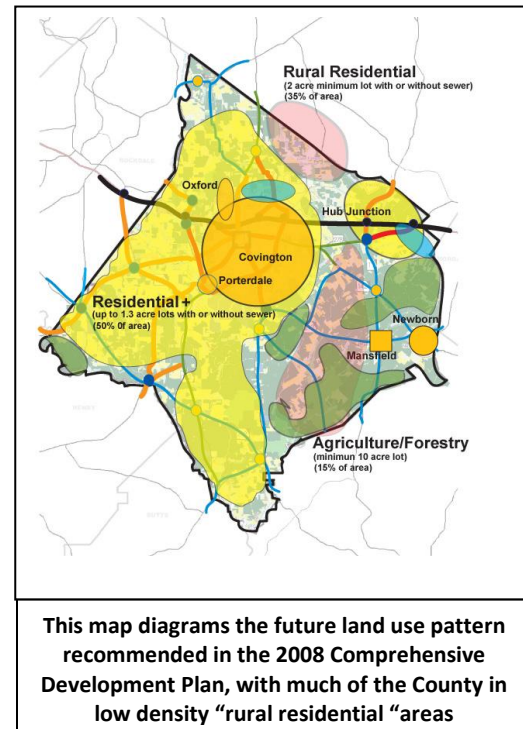 Rural Residential
(2 acre minimum lot with or without sewer)
(35% of area)
Oxford
Hub Junction
Covington
Porterdale
Residential +
(up to 1.3 acre lots with or without sewer)
(50% 0f area)
Newborn
Mansfield
Agriculture/Forestry
(minimun 10 acre lot)
(15% of area)
This map diagrams the future land use pattern
recommended in the 2008 Comprehensive
Development Plan, with much of the County in
low density “rural residential “areas